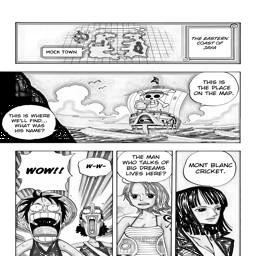 THE EASTERN
COAST OF
JAYA
MOCK TOWN
THIS IS
THE PLACE
ON THE MAP.
THIS IS WHERE
WE'LL FIND...
WHAT WAS
HIS NAME?
MONT BLANC
CRICKET.
THE MAN
WHO TALKS OF
BIG DREAMS
LIVES HERE?
W-W-
WOW!!